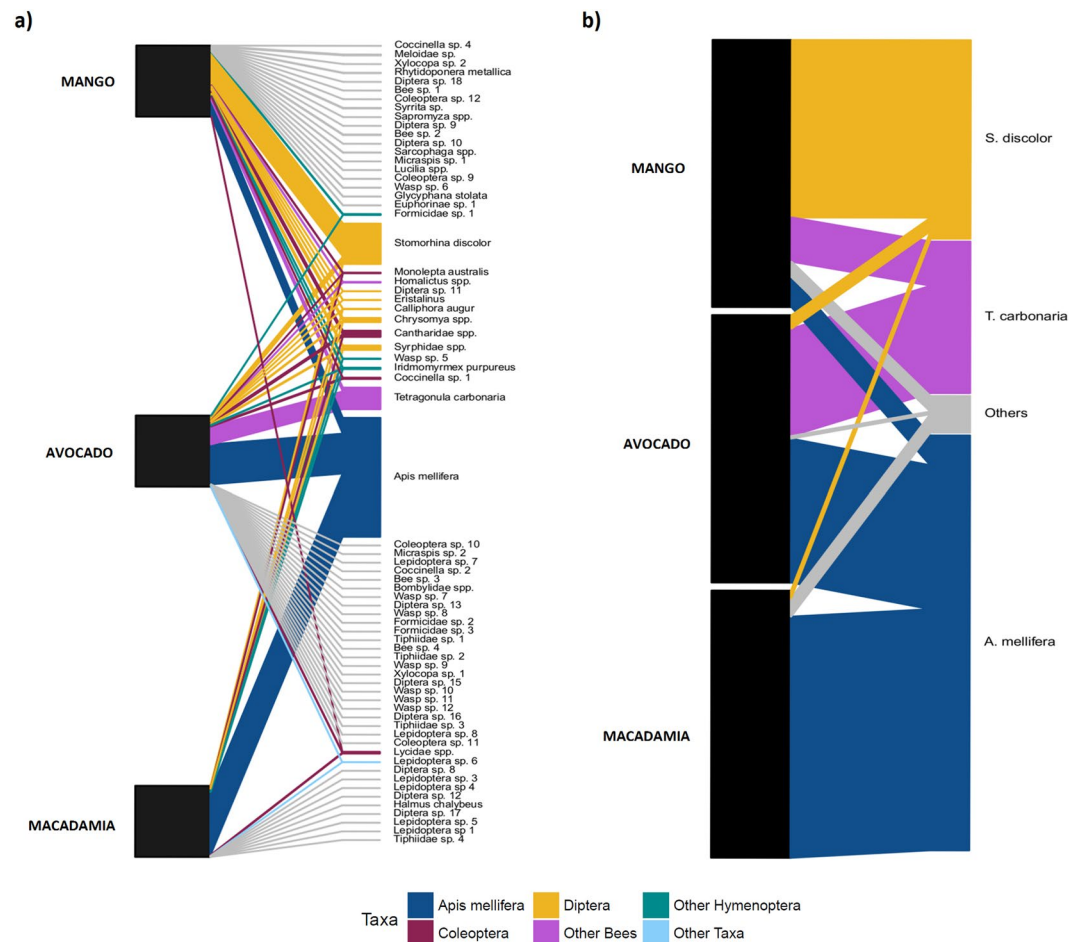 a)
MANGO
AVOCADO
MACADAMIA
Coccinella sp. 4
Meloidae sp.
Xylocopa sp. 2
Rhytidoponera metallica
Diptera sp. 18
Bee sp. 1
Coleoptera sp. 12
Syrrita sp.
Sapromyza spp.
Diptera sp. 9
Bee sp. 2
Diptera sp. 10
Sarcophaga spp.
Micraspis sp. 1
Lucilia spp.
Coleoptera sp. 9
Wasp sp. 6
Glycyphana stolata
Euphorinae sp. 1
Formicidae sp. 1
Stomorhina discolor
Monolepta australis
Homalictus spp.
Diptera sp. 11
Eristalinus
Calliphora augur
Chrysomya spp.
Cantharidae spp.
Syrphidae spp.
Wasp sp. 5
Iridmomyrmex purpureus
Coccinella sp. 1
Tetragonula carbonaria
Apis mellifera
Coleoptera sp. 10
Micraspis sp. 2
Lepidoptera sp. 7
Coccinella sp. 2
Bee sp. 3
Bombylidae spp.
Wasp sp. 7
Diptera sp. 13
Wasp sp. 8
Formicidae sp. 2
Formicidae sp. 3
Tiphiidae sp. 1
Bee sp. 4
Tiphiidae sp. 2
Wasp sp. 9
Xylocopa sp. 1
Diptera sp. 15
Wasp sp. 10
Wasp sp. 11
Wasp sp. 12
Diptera sp. 16
Tiphiidae sp. 3
Lepidoptera sp. 8
Coleoptera sp. 11
Lycidae spp.
Lepidoptera sp. 6
Diptera sp. 8
Lepidoptera sp. 3
Lepidoptera sp 4
Diptera sp. 12
Halmus chalybeus
Diptera sp. 17
Lepidoptera sp. 5
Lepidoptera sp 1
Tiphiidae sp. 4
b)
MANGO
AVOCADO
MACADAMIA
S. discolor
T. carbonaria
Others
A. mellifera
Taxa
Apis mellifera
Diptera
Other Hymenoptera
Coleoptera
Other Bees
Other Taxa